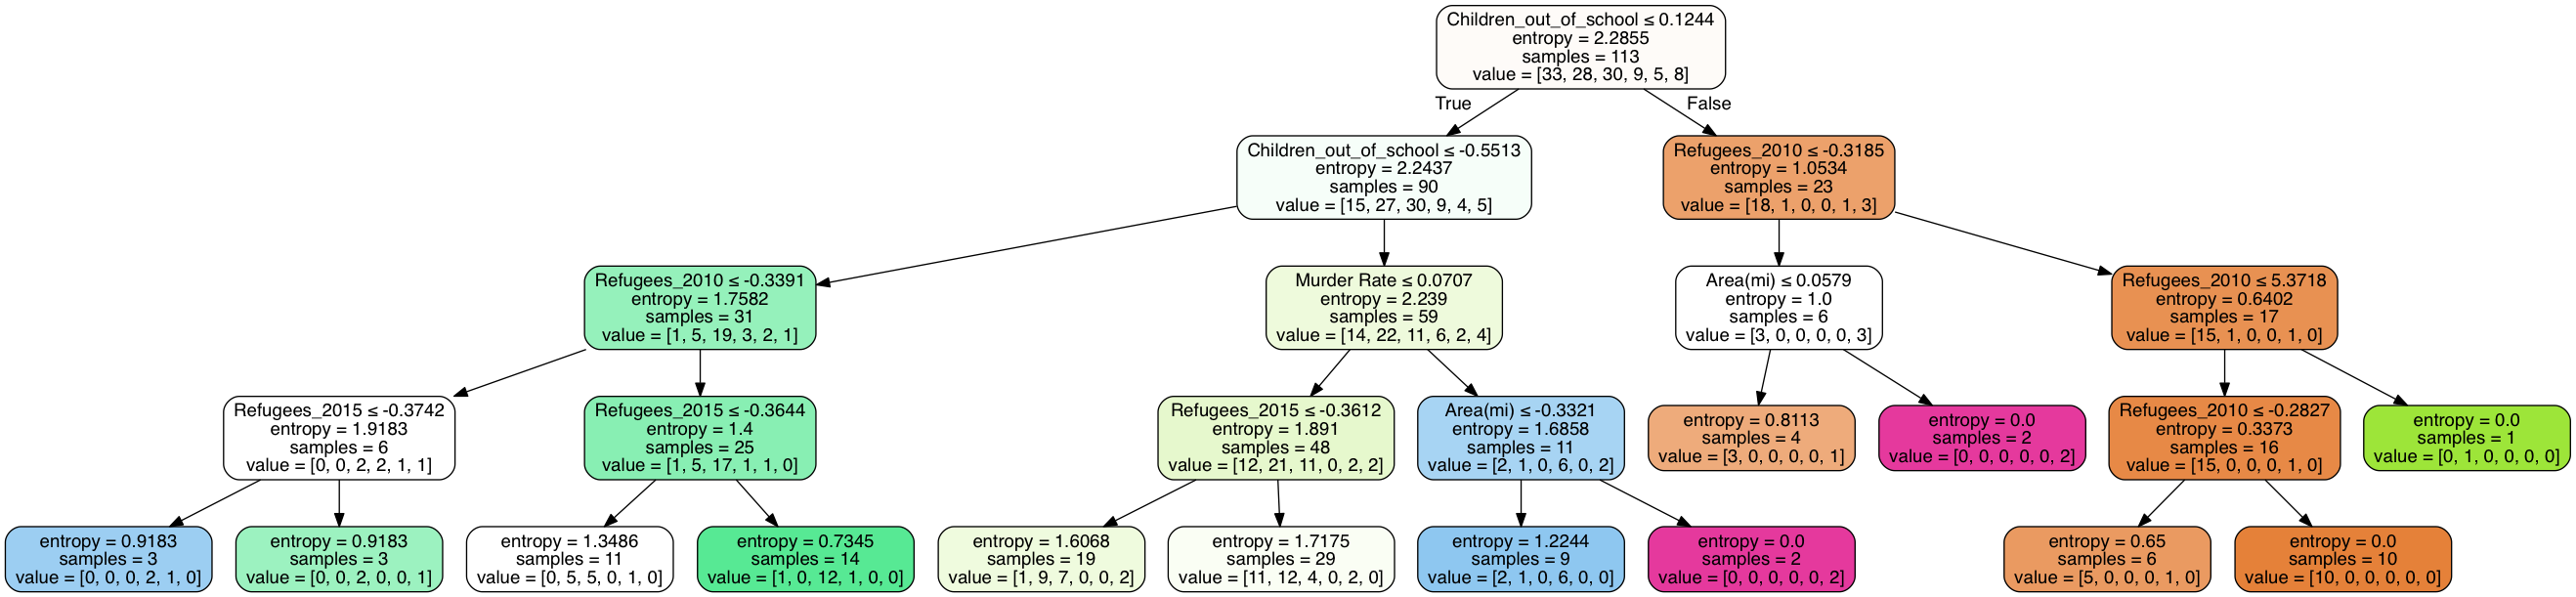 Children_out_of_school ≤ 0.1244
entropy = 2.2855
samples = 113
value = [33, 28, 30, 9, 5, 8]
True
False
Children_out_of_school ≤ -0.5513
entropy = 2.2437
samples = 90
value = [15, 27, 30, 9, 4, 5]
Refugees_2010 ≤ -0.3185
entropy = 1.0534
samples = 23
value = [18, 1, 0, 0, 1, 3]
Refugees_2010 ≤ -0.3391
entropy = 1.7582
samples = 31
value = [1, 5, 19, 3, 2, 1]
Murder Rate ≤ 0.0707
entropy = 2.239
samples = 59
value = [14, 22, 11, 6, 2, 4]
Area(mi) ≤ 0.0579
entropy = 1.0
samples = 6
value = [3, 0, 0, 0, 0, 3]
Refugees_2010 ≤ 5.3718
entropy = 0.6402
samples = 17
value = [15, 1, 0, 0, 1, 0]
Refugees_2015 ≤ -0.3742
entropy = 1.9183
samples = 6
value = [0, 0, 2, 2, 1, 1]
Refugees_2015 ≤ -0.3644
entropy = 1.4
samples = 25
value = [1, 5, 17, 1, 1, 0]
Refugees_2015 ≤ -0.3612
entropy = 1.891
samples = 48
value = [12, 21, 11, 0, 2, 2]
Area(mi) ≤ -0.3321
entropy = 1.6858
samples = 11
value = [2, 1, 0, 6, 0, 2]
entropy = 0.8113
samples = 4
value = [3, 0, 0, 0, 0, 1]
entropy = 0.0
samples = 2
value = [0, 0, 0, 0, 0, 2]
Refugees_2010 ≤ -0.2827
entropy = 0.3373
samples = 16
value = [15, 0, 0, 0, 1, 0]
entropy = 0.0
samples = 1
value = [0, 1, 0, 0, 0, 0]
entropy = 0.9183
samples = 3
value = [0, 0, 0, 2, 1, 0]
entropy = 0.9183
samples = 3
value = [0, 0, 2, 0, 0, 1]
entropy = 1.3486
samples = 11
value = [0, 5, 5, 0, 1, 0]
entropy = 0.7345
samples = 14
value = [1, 0, 12, 1, 0, 0]
entropy = 1.6068
samples = 19
value = [1, 9, 7, 0, 0, 2]
entropy = 1.7175
samples = 29
value = [11, 12, 4, 0, 2, 0]
entropy = 1.2244
samples = 9
value = [2, 1, 0, 6, 0, 0]
entropy = 0.0
samples = 2
value = [0, 0, 0, 0, 0, 2]
entropy = 0.65
samples = 6
value = [5, 0, 0, 0, 1, 0]
entropy = 0.0
samples = 10
value = [10, 0, 0, 0, 0, 0]